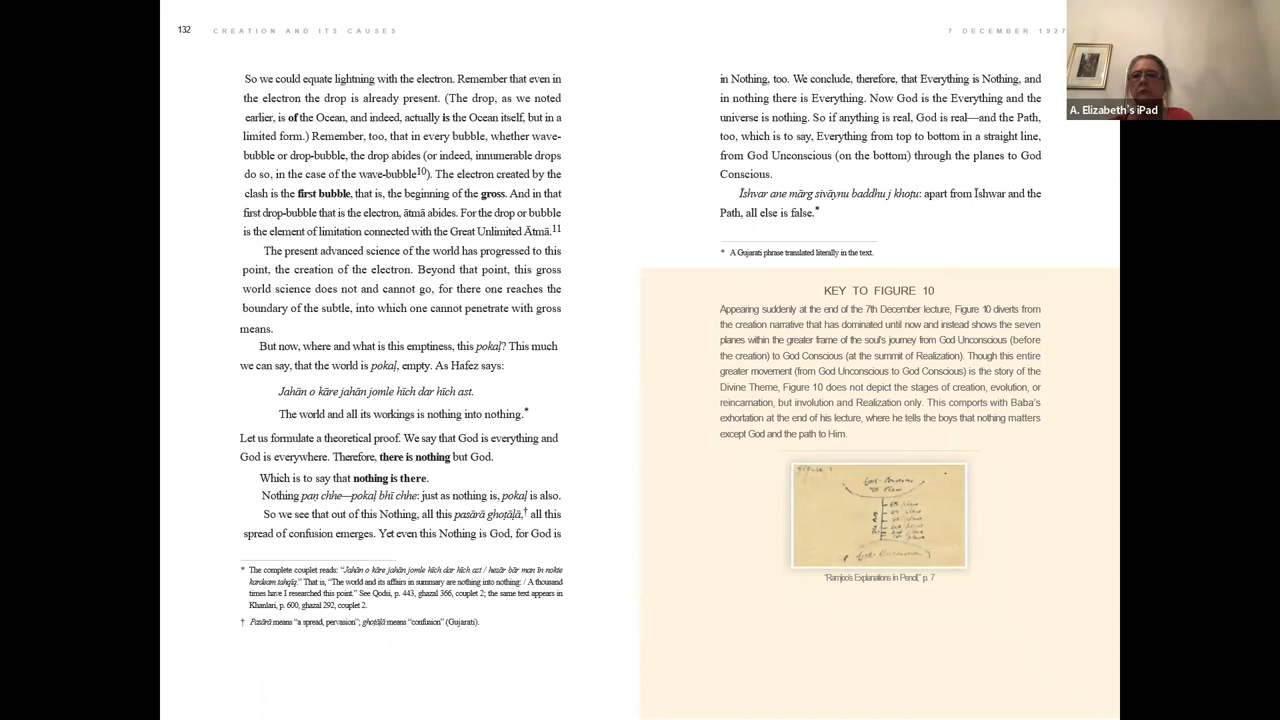 132 CREATION AND ITS CAUSES
So we could equate lightning with the electron. Remember that even in
the electron the drop is already present. (The drop, as we noted
earlier, is of the Ocean, and indeed, actually is the Ocean itself, but in a
limited form.) Remember, too, that in every bubble, whether wave-
bubble or drop-bubble, the drop abides (or indeed, innumerable drops
do so, in the case of the wave-bubble10). The electron created by the
clash is the first bubble, that is, the beginning of the gross. And in that
first drop-bubble that is the electron, ātmā abides. For the drop or bubble
is the element of limitation connected with the Great Unlimited Ātmā.11
The present advanced science of the world has progressed to this
point, the creation of the electron. Beyond that point, this gross
world science does not and cannot go, for there one reaches the
boundary of the subtle, into which one cannot penetrate with gross
means.
But now, where and what is this emptiness, this pokaḷ? This much
we can say, that the world is pokaḷ, empty. As Hafez says:
Jahān o kāre jahān jomle hīch dar hīch ast.
The world and all its workings is nothing into nothing.*
Let us formulate a theoretical proof. We say that God is everything and
God is everywhere. Therefore, there is nothing but God.
Which is to say that nothing is there.
Nothing paṇ chhe—pokaḷ bhī chhe: just as nothing is, pokaḷ is also.
So we see that out of this Nothing, all this pasārā ghoṭāḷā,† all this
spread of confusion emerges. Yet even this Nothing is God, for God is
* The complete couplet reads: "Jahān o kāre jahān jomle hīch dar hīch ast / hezār bār man īn nokte
kardeam tahqīq." That is, "The world and its affairs in summary are nothing into nothing: / A thousand
times have I researched this point." See Qodsi, p. 443, ghazal 366, couplet 2; the same text appears in
Khanlari, p. 600, ghazal 292, couplet 2.
† Pasārā means "a spread, pervasion"; ghoṭāḷā means "confusion" (Gujarati).
7 DECEMBER 1927
in Nothing, too. We conclude, therefore, that Everything is Nothing, and
in nothing there is Everything. Now God is the Everything and the
universe is nothing. So if anything is real, God is real—and the Path,
too, which is to say, Everything from top to bottom in a straight line,
from God Unconscious (on the bottom) through the planes to God
Conscious.
Īshvar ane mārg sivāynu baddhu j khoṭu: apart from Īshwar and the
Path, all else is false.*
* A Gujarati phrase translated literally in the text.
KEY TO FIGURE 10
Appearing suddenly at the end of the 7th December lecture, Figure 10 diverts from
the creation narrative that has dominated until now and instead shows the seven
planes within the greater frame of the soul's journey from God Unconscious (before
the creation) to God Conscious (at the summit of Realization). Though this entire
greater movement (from God Unconscious to God Conscious) is the story of the
Divine Theme, Figure 10 does not depict the stages of creation, evolution, or
reincarnation, but involution and Realization only. This comports with Baba's
exhortation at the end of his lecture, where he tells the boys that nothing matters
except God and the path to Him.
God-Conscious
7th Plane
God-Unconscious
"Ramjoo's Explanations in Pencil," p. 7
A. Elizabeth's iPad